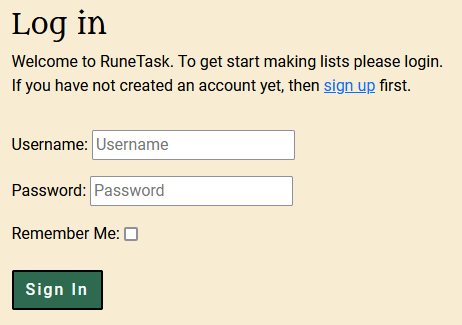 Log in
Welcome to RuneTask. To get start making lists please login.
If you have not created an account yet, then sign up first.
Username: Username
Password: Password
Remember Me:
Sign In